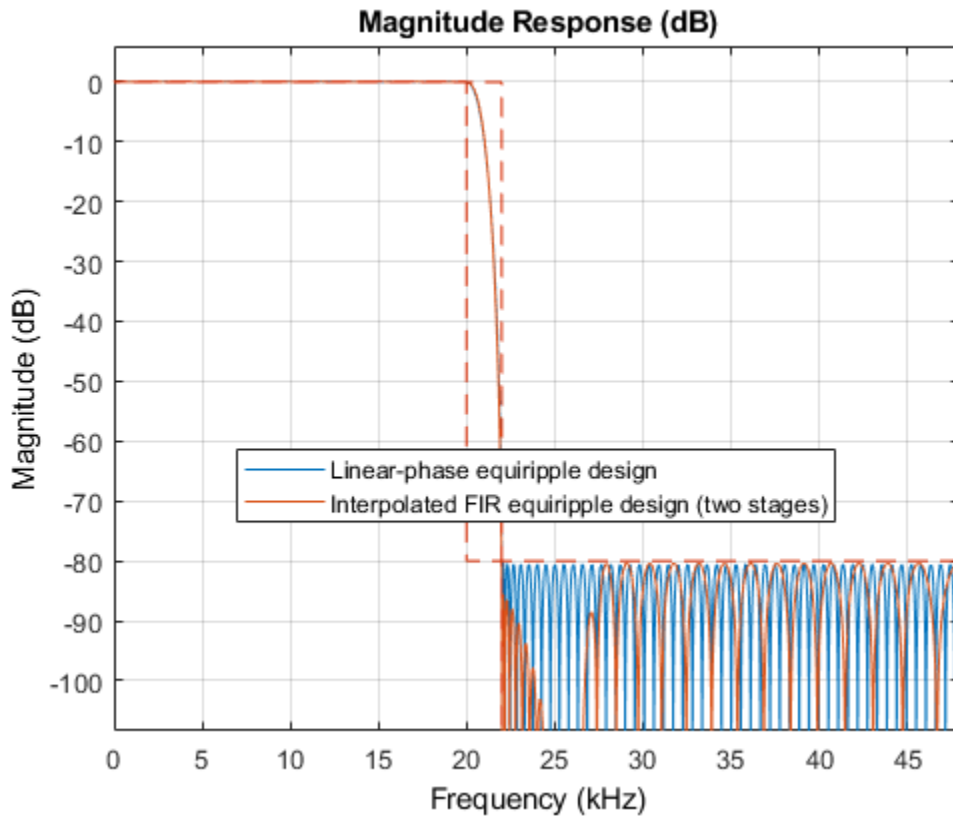 Magnitude Response (dB)
0
-10
-20
-30
-40
-50
-60
-70
-80
-90
-100
Magnitude (dB)
Linear-phase equiripple design
Interpolated FIR equiripple design (two stages)
0 5 10 15 20 25 30 35 40 45
Frequency (kHz)